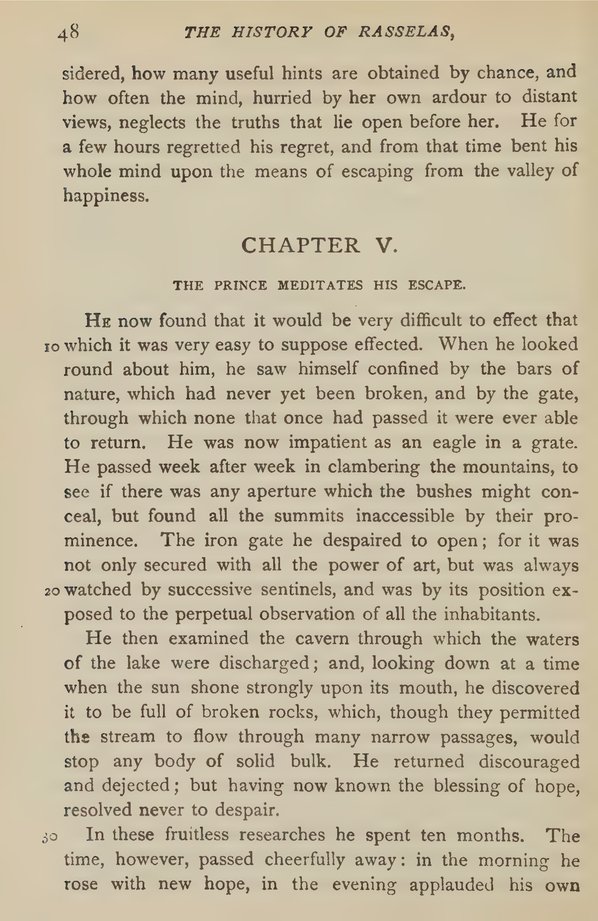 48 THE HISTORY OF RASSELAS,
sidered, how many useful hints are obtained by chance, and
how often the mind, hurried by her own ardour to distant
views, neglects the truths that lie open before her. He for
a few hours regretted his regret, and from that time bent his
whole mind upon the means of escaping from the valley of
happiness.
CHAPTER V.
THE PRINCE MEDITATES HIS ESCAPE.
HE now found that it would be very difficult to effect that
10 which it was very easy to suppose effected. When he looked
round about him, he saw himself confined by the bars of
nature, which had never yet been broken, and by the gate,
through which none that once had passed it were ever able
to return. He was now impatient as an eagle in a grate.
He passed week after week in clambering the mountains, to
see if there was any aperture which the bushes might con-
ceal, but found all the summits inaccessible by their pro-
minence. The iron gate he despaired to open; for it was
not only secured with all the power of art, but was always
20 watched by successive sentinels, and was by its position ex-
posed to the perpetual observation of all the inhabitants.
He then examined the cavern through which the waters
of the lake were discharged; and, looking down at a time
when the sun shone strongly upon its mouth, he discovered
it to be full of broken rocks, which, though they permitted
the stream to flow through many narrow passages, would
stop any body of solid bulk. He returned discouraged
and dejected; but having now known the blessing of hope,
resolved never to despair.
30 In these fruitless researches he spent ten months. The
time, however, passed cheerfully away: in the morning he
rose with new hope, in the evening applauded his own